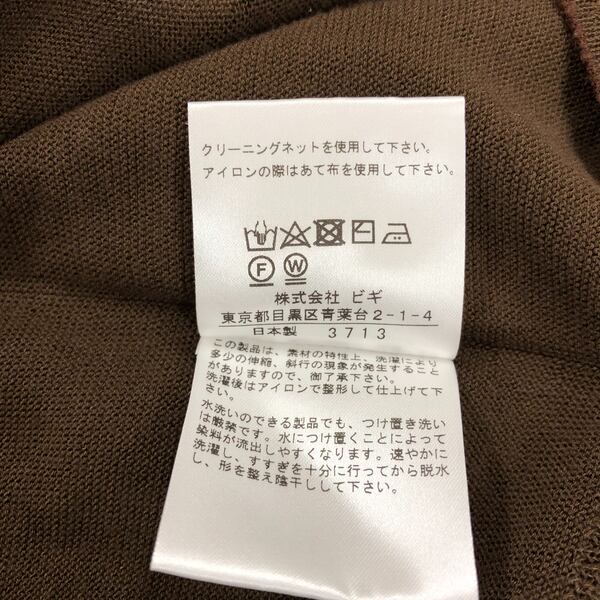 クリーニングネットを使用して下さい。
アイロンの際はあて布を使用して下さい。
F W
株式会社 ビギ
東京都目黒区青葉台2-1-4
日本製 3713
この製品は、素材の特性上、洗濯により
多少の伸縮、斜行の現象が発生すること
がありますので、御了承下さい。
洗濯後はアイロンで整形して仕上げて下
さい。
水洗いのできる製品でも、つけ置き洗い
は厳禁です。水につけ置くことによって
染料が流出しやすくなります。速やかに
洗濯し、すすぎを十分に行ってから脱水
し、形を整え陰干しして下さい。